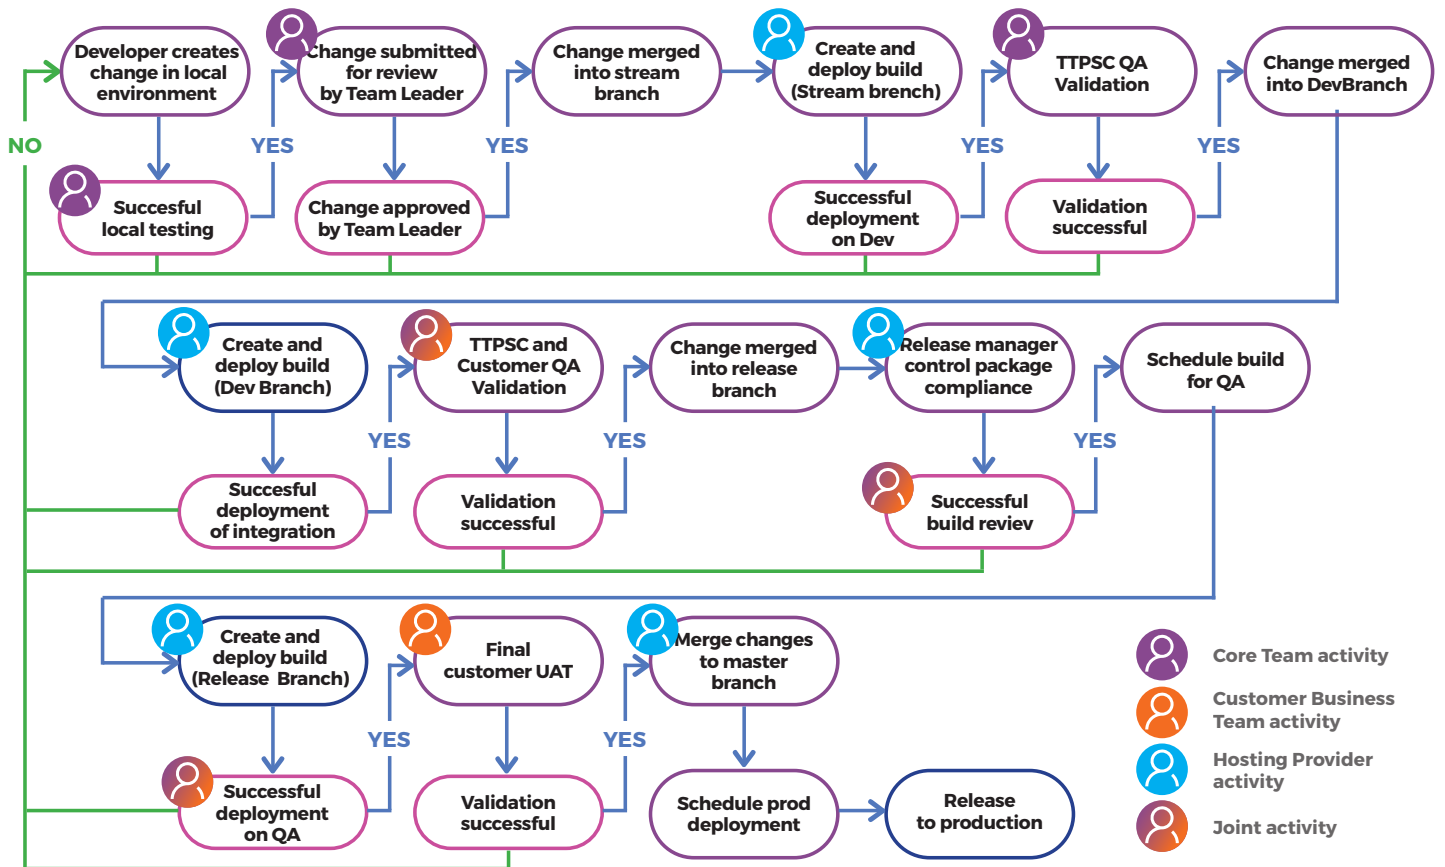 Developer creates
change in local
environment
Change submitted
for review
by Team Leader
Change merged
into stream
branch
Create and
deploy build
(Stream brench)
TTPSC QA
Validation
Change merged
into DevBranch
NO
YES
YES
YES
YES
Succesful
local testing
Change approved
by Team Leader
Successful
deployment
on Dev
Validation
successful
Create and
deploy build
(Dev Branch)
TTPSC and
Customer QA
Validation
Change merged
into release
branch
Release manager
control package
compliance
Schedule build
for QA
YES
YES
YES
Succesful
deployment
of integration
Validation
successful
Successful
build reviev
Create and
deploy build
(Release Branch)
Final
customer UAT
Merge changes
to master
branch
YES
YES
Successful
deployment
on QA
Validation
successful
Schedule prod
deployment
Release
to production
Core Team activity
Customer Business
Team activity
Hosting Provider
activity
Joint activity